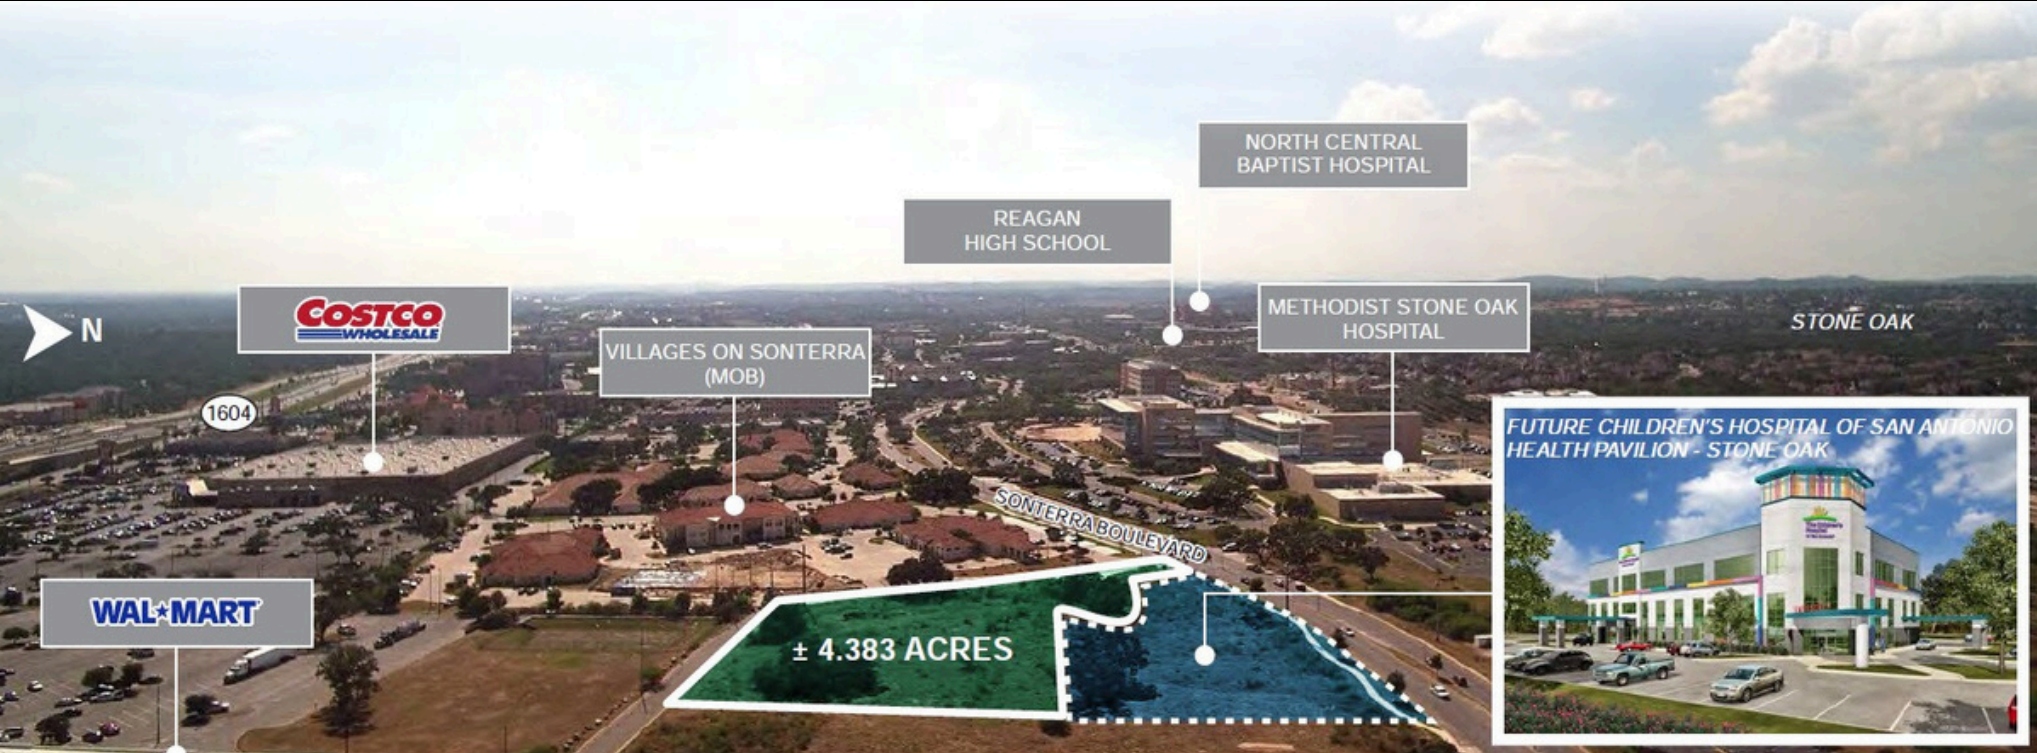 NORTH CENTRAL
BAPTIST HOSPITAL
REAGAN
HIGH SCHOOL
COSTCO
WHOLESALE
METHODIST STONE OAK
HOSPITAL
STONE OAK
N
VILLAGES ON SONTERRA
(MOB)
1604
FUTURE CHILDREN'S HOSPITAL OF SAN ANTONIO
HEALTH PAVILION - STONE OAK
SONTERRA BOULEVARD
WAL★MART
± 4.383 ACRES